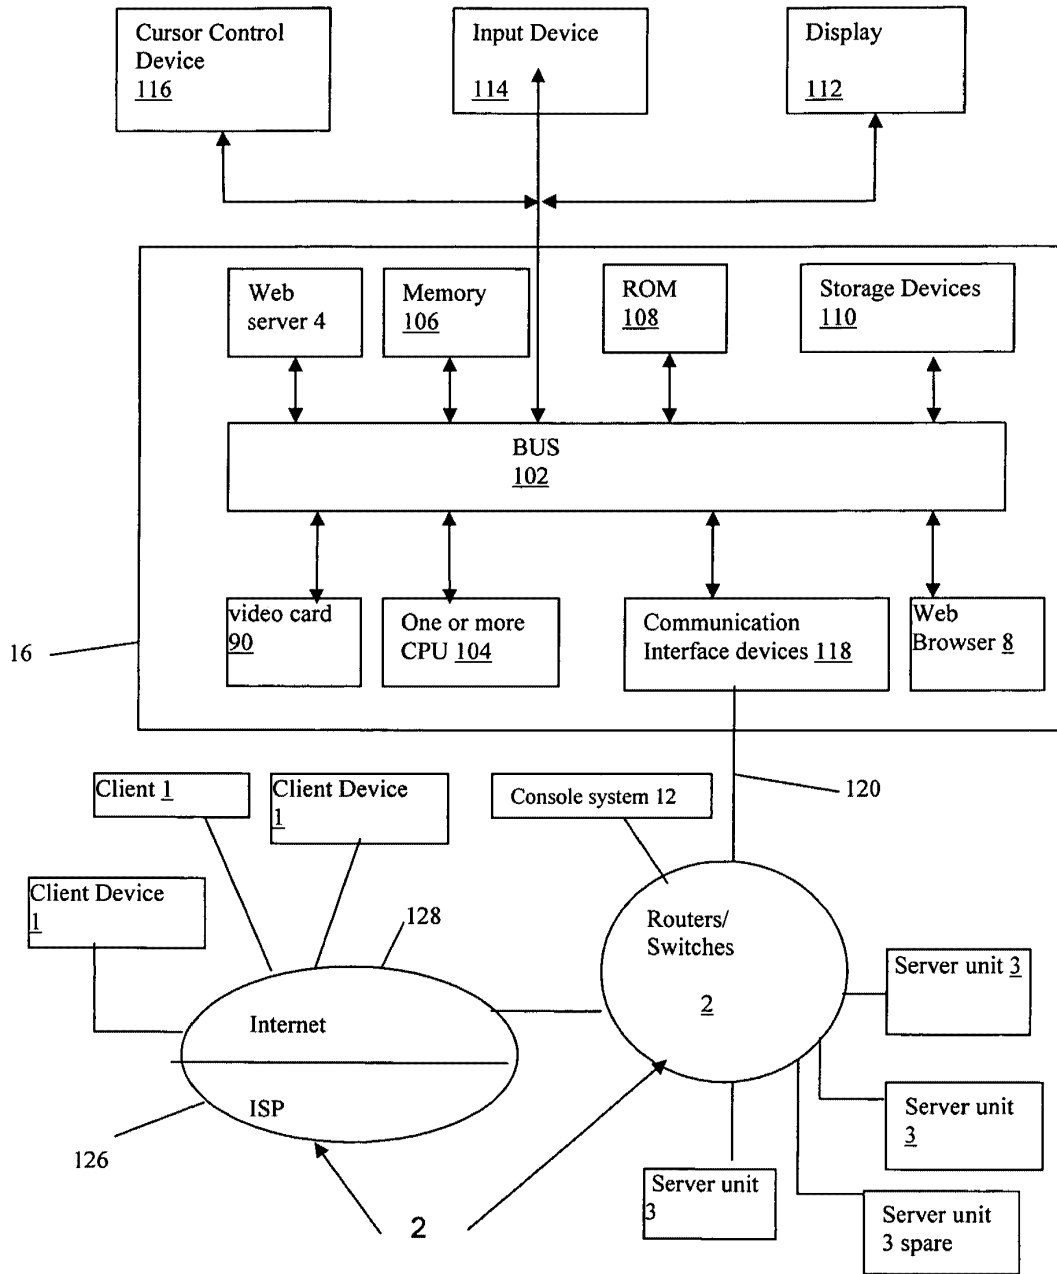 Cursor Control
Device
116
Input Device
114
Display
112
Web
server 4
Memory
106
ROM
108
Storage Devices
110
BUS
102
video card
90
One or more
CPU 104
Communication
Interface devices 118
Web
Browser 8
16
120
Client 1
Client Device
1
Console system 12
Client Device
1
128
Routers/
Switches
2
Server unit 3
Internet
ISP
126
Server unit
3
Server unit
3
Server unit
3 spare
2